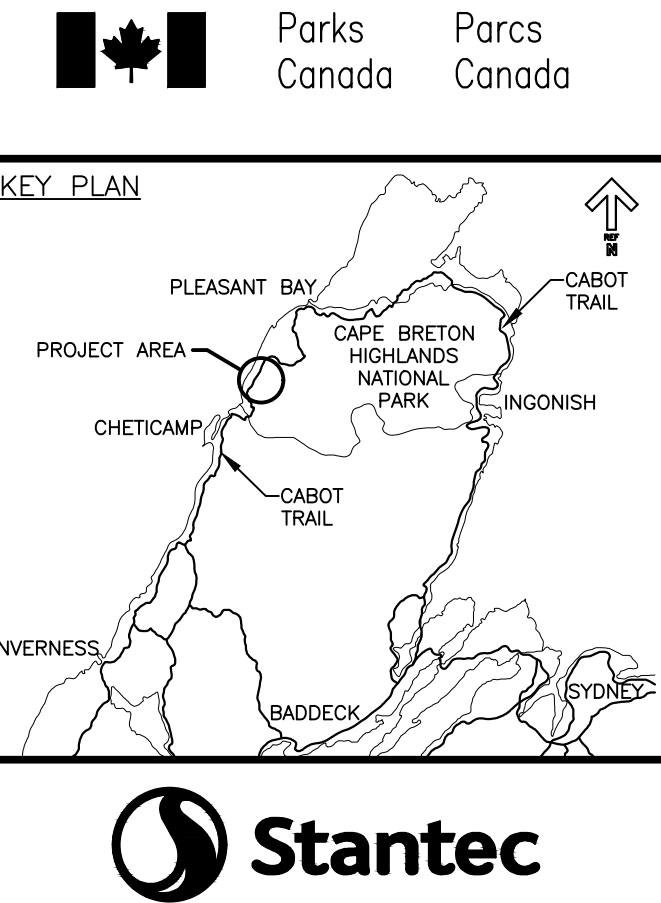 Parks Parcs
Canada Canada
KEY PLAN
REF
N
CABOT
TRAIL
PLEASANT BAY
CAPE BRETON
HIGHLANDS
NATIONAL
PARK
PROJECT AREA
INGONISH
CHETICAMP
CABOT
TRAIL
NVERNESS
SYDNEY
BADDECK
Stantec